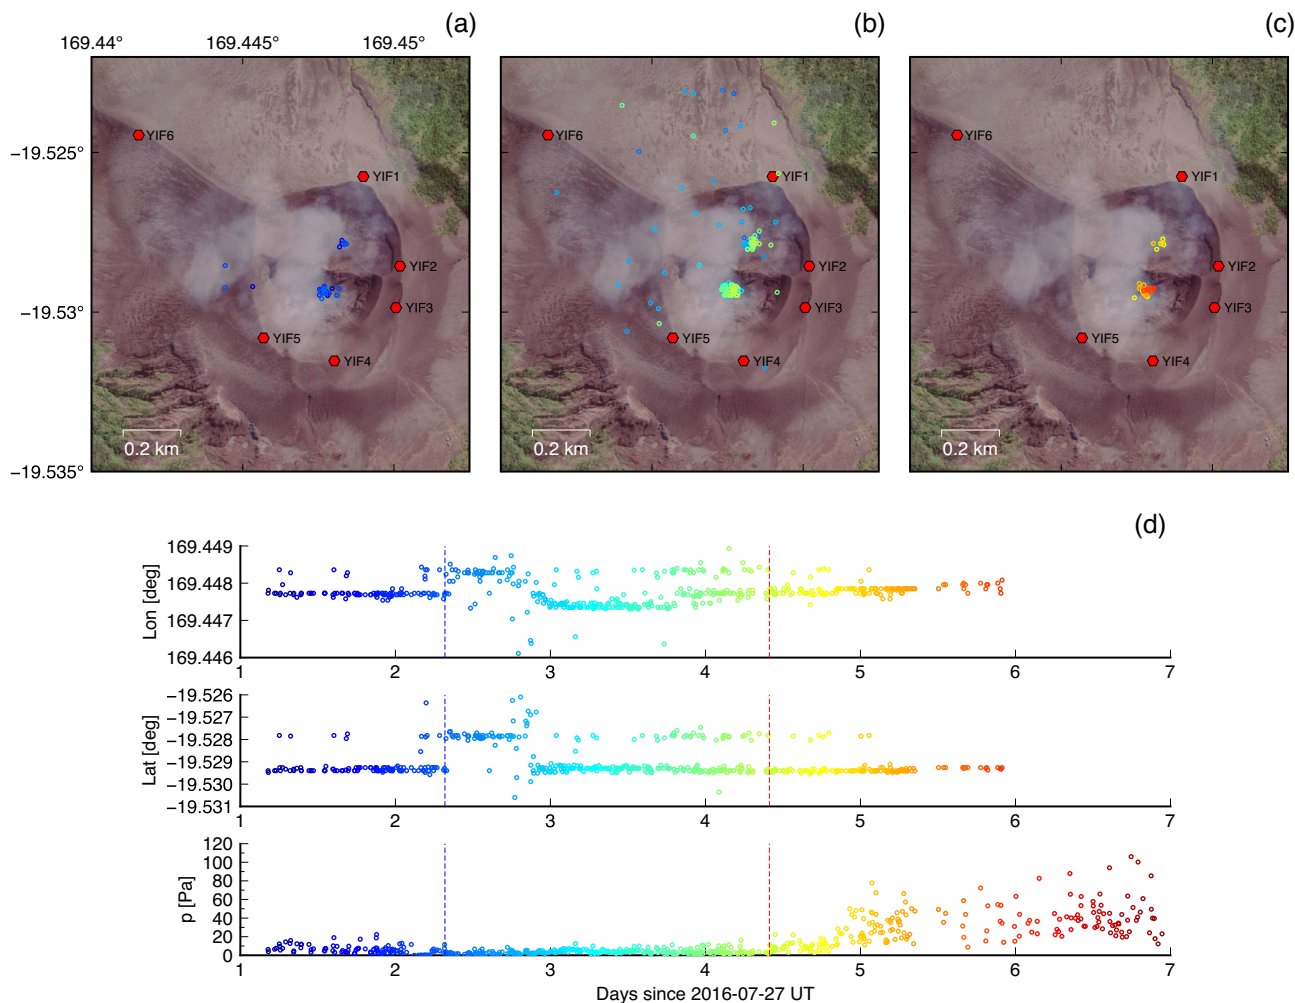 (a) (b) (c)
169.44° 169.445° 169.45°
−19.525°
−19.53°
−19.535°
YIF6 YIF1 YIF2 YIF3 YIF5 YIF4 0.2 km
YIF6 YIF1 YIF2 YIF3 YIF5 YIF4 0.2 km
YIF6 YIF1 YIF2 YIF3 YIF5 YIF4 0.2 km
(d)
Lon [deg]
169.449
169.448
169.447
169.446
1 2 3 4 5 6 7
Lat [deg]
−19.526
−19.527
−19.528
−19.529
−19.530
−19.531
1 2 3 4 5 6 7
p [Pa]
120
100
80
60
40
20
0
1 2 3 4 5 6 7
Days since 2016-07-27 UT